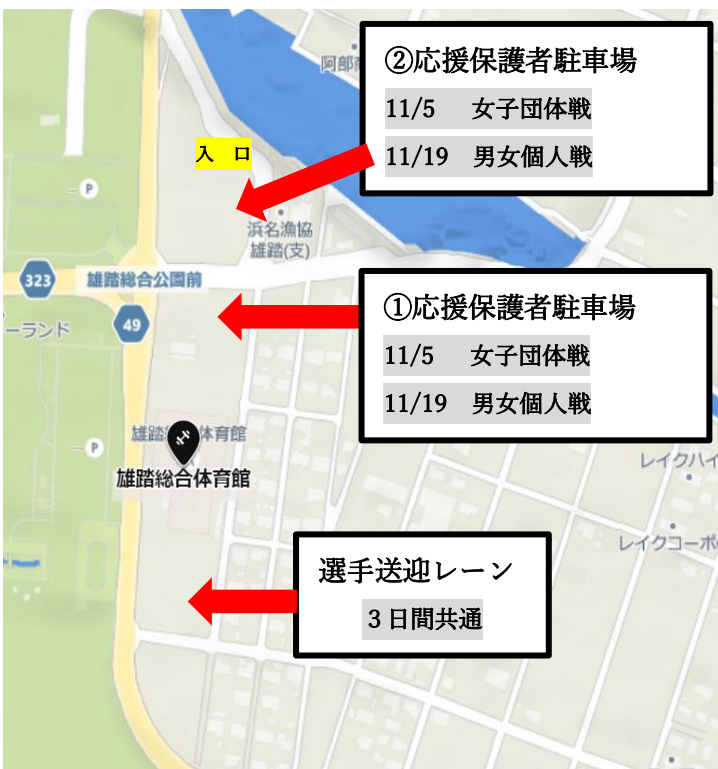 ②応援保護者駐車場
11/5 女子団体戦
11/19 男女個人戦
阿部
入 口
P
浜名漁協
雄踏(支)
323
雄踏総合公園前
49
ーランド
①応援保護者駐車場
11/5 女子団体戦
11/19 男女個人戦
雄踏
体育館
P
雄踏総合体育館
レイクハイ
レイクコーポ
選手送迎レーン
3日間共通